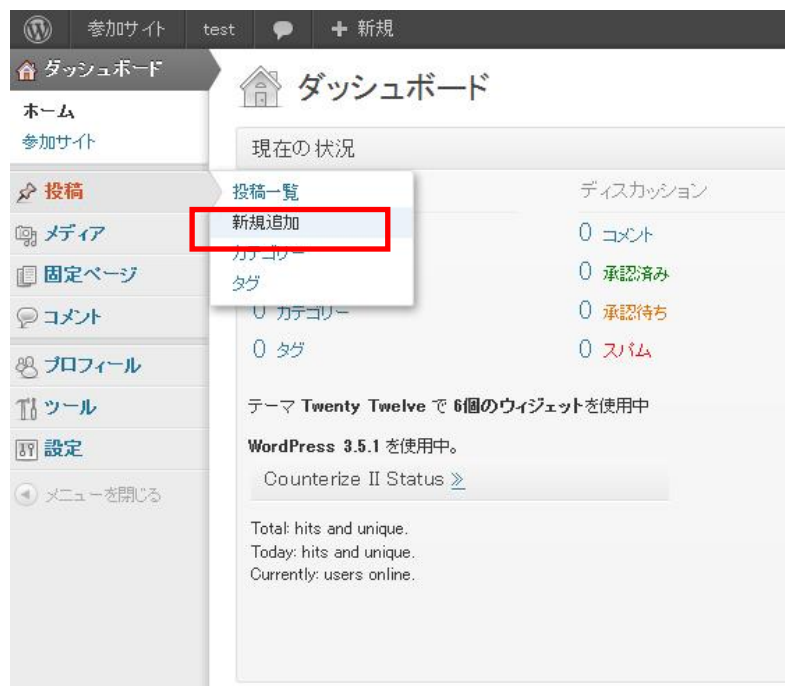 参加サイト test 新規
ダッシュボード
ホーム
参加サイト
投稿
メディア
固定ページ
コメント
プロフィール
ツール
設定
メニューを閉じる
投稿一覧
新規追加
カテゴリー
タグ
ダッシュボード
現在の状況
ディスカッション
0 コメント
0 承認済み
0 カテゴリー 0 承認待ち
0 タグ 0 スパム
テーマ Twenty Twelve で 6個のウィジェットを使用中
WordPress 3.5.1 を使用中。
Counterize II Status »
Total: hits and unique.
Today: hits and unique.
Currently: users online.